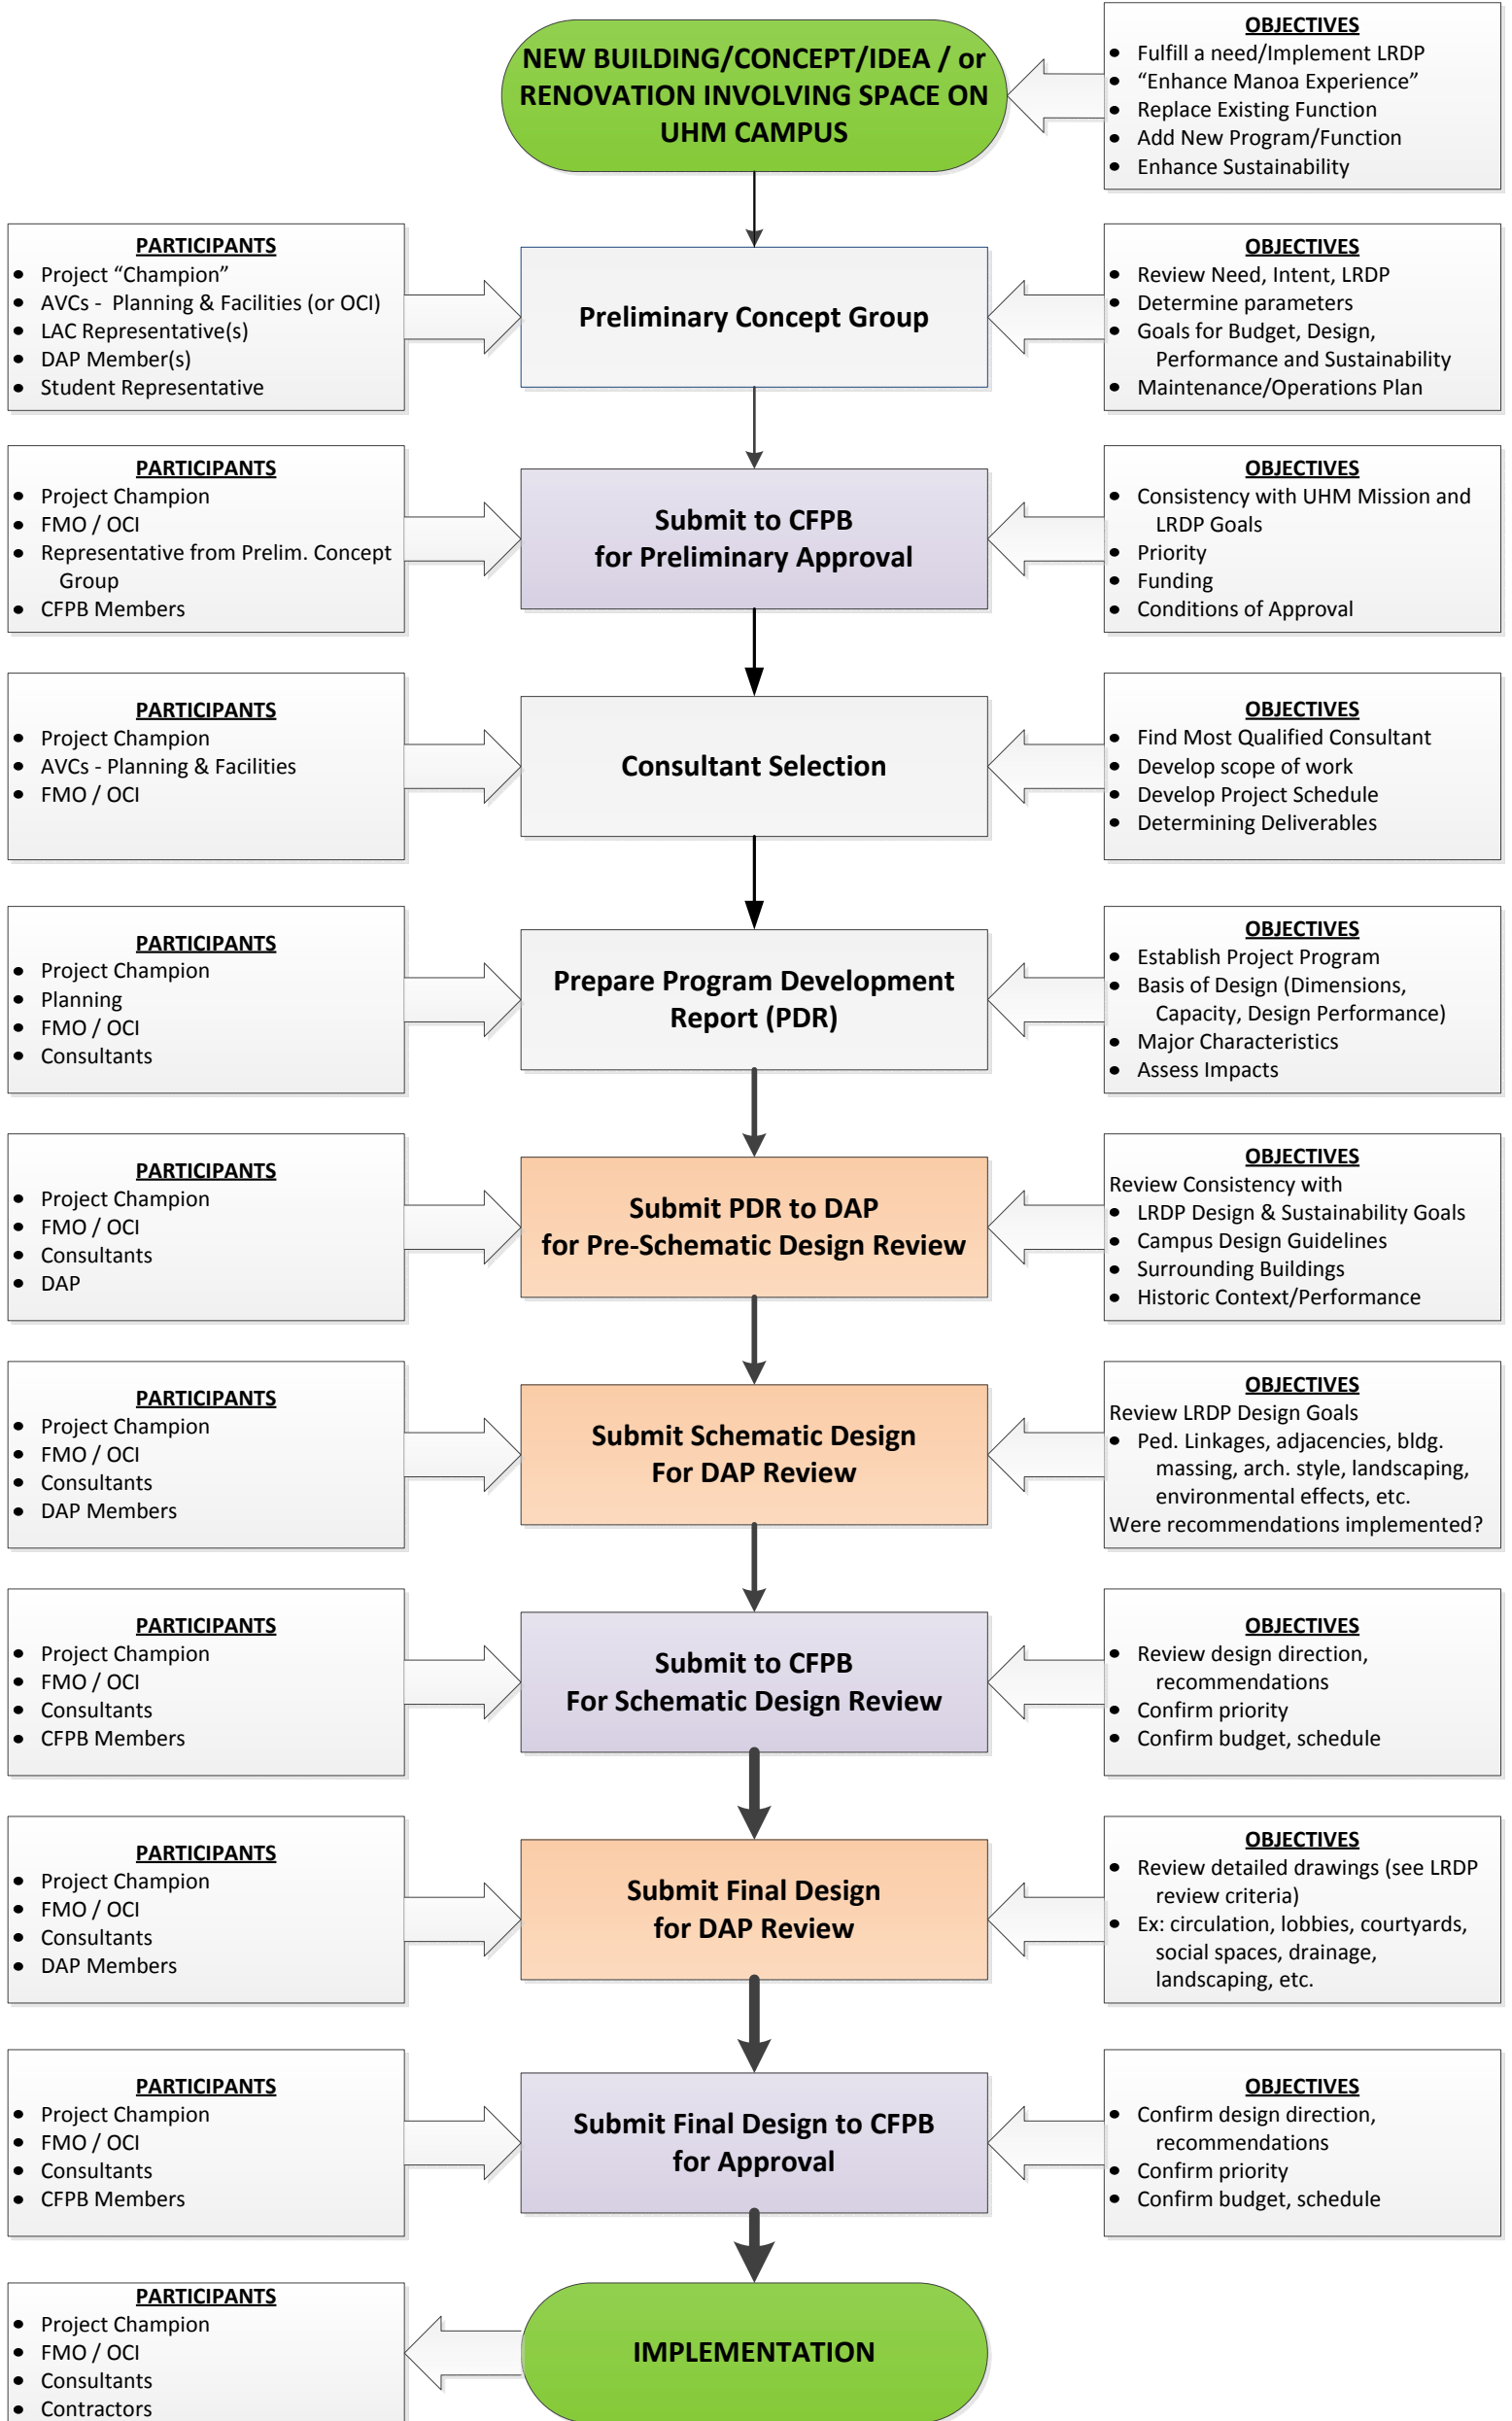 NEW BUILDING/CONCEPT/IDEA / or
RENOVATION INVOLVING SPACE ON
UHM CAMPUS
OBJECTIVES
• Fulfill a need/Implement LRDP
• “Enhance Manoa Experience”
• Replace Existing Function
• Add New Program/Function
• Enhance Sustainability
PARTICIPANTS
• Project “Champion”
• AVCs - Planning & Facilities (or OCI)
• LAC Representative(s)
• DAP Member(s)
• Student Representative
Preliminary Concept Group
OBJECTIVES
• Review Need, Intent, LRDP
• Determine parameters
• Goals for Budget, Design,
Performance and Sustainability
• Maintenance/Operations Plan
PARTICIPANTS
• Project Champion
• FMO / OCI
• Representative from Prelim. Concept
Group
• CFPB Members
Submit to CFPB
for Preliminary Approval
OBJECTIVES
• Consistency with UHM Mission and
LRDP Goals
• Priority
• Funding
• Conditions of Approval
PARTICIPANTS
• Project Champion
• AVCs - Planning & Facilities
• FMO / OCI
Consultant Selection
OBJECTIVES
• Find Most Qualified Consultant
• Develop scope of work
• Develop Project Schedule
• Determining Deliverables
PARTICIPANTS
• Project Champion
• Planning
• FMO / OCI
• Consultants
Prepare Program Development
Report (PDR)
OBJECTIVES
• Establish Project Program
• Basis of Design (Dimensions,
Capacity, Design Performance)
• Major Characteristics
• Assess Impacts
PARTICIPANTS
• Project Champion
• FMO / OCI
• Consultants
• DAP
Submit PDR to DAP
for Pre-Schematic Design Review
OBJECTIVES
Review Consistency with
• LRDP Design & Sustainability Goals
• Campus Design Guidelines
• Surrounding Buildings
• Historic Context/Performance
PARTICIPANTS
• Project Champion
• FMO / OCI
• Consultants
• DAP Members
Submit Schematic Design
For DAP Review
OBJECTIVES
Review LRDP Design Goals
• Ped. Linkages, adjacencies, bldg.
massing, arch. style, landscaping,
environmental effects, etc.
Were recommendations implemented?
PARTICIPANTS
• Project Champion
• FMO / OCI
• Consultants
• CFPB Members
Submit to CFPB
For Schematic Design Review
OBJECTIVES
• Review design direction,
recommendations
• Confirm priority
• Confirm budget, schedule
PARTICIPANTS
• Project Champion
• FMO / OCI
• Consultants
• DAP Members
Submit Final Design
for DAP Review
OBJECTIVES
• Review detailed drawings (see LRDP
review criteria)
• Ex: circulation, lobbies, courtyards,
social spaces, drainage,
landscaping, etc.
PARTICIPANTS
• Project Champion
• FMO / OCI
• Consultants
• CFPB Members
Submit Final Design to CFPB
for Approval
OBJECTIVES
• Confirm design direction,
recommendations
• Confirm priority
• Confirm budget, schedule
PARTICIPANTS
• Project Champion
• FMO / OCI
• Consultants
• Contractors
IMPLEMENTATION